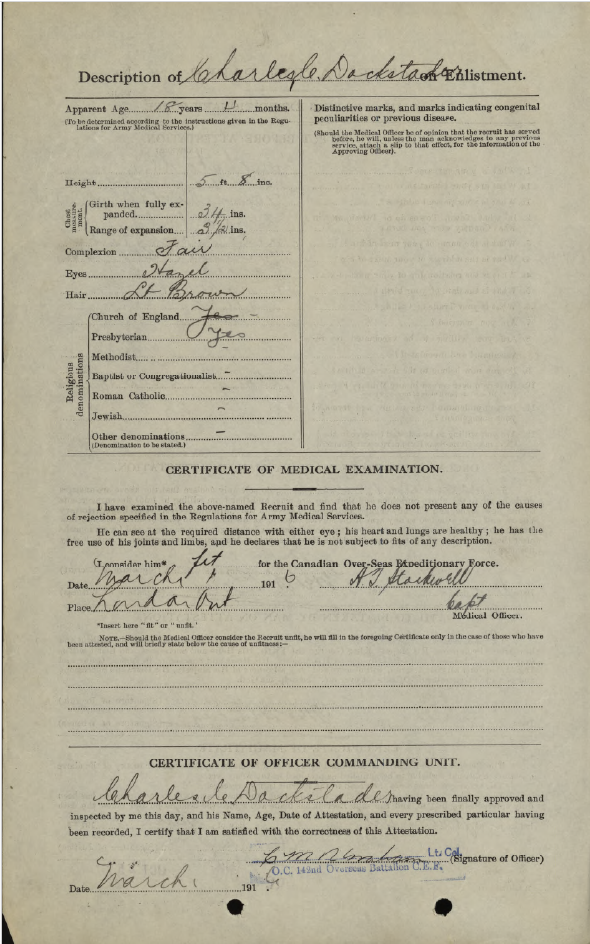 Description of Charles C. Dockstader on Enlistment.
Apparent Age 18 years 11 months.
(To be determined according to the instructions given in the Regu-
lations for Army Medical Services.)
Height 5 ft 8 ins.
Chest measure-ment.
Girth when fully ex-
panded. 34 ins.
Range of expansion 3½ ins.
Complexion Fair
Eyes Hazel
Hair Lt Brown
Religious denominations
Church of England Yes -
Presbyterian Yes
Methodist -
Baptist or Congregationalist -
Roman Catholic -
Jewish -
Other denominations -
(Denomination to be stated.)
Distinctive marks, and marks indicating congenital
peculiarities or previous disease.
(Should the Medical Officer be of opinion that the recruit has served
before, he will, unless the man acknowledges to any previous
service, attach a slip to that effect, for the information of the
Approving Officer).
CERTIFICATE OF MEDICAL EXAMINATION.
I have examined the above-named Recruit and find that he does not present any of the causes
of rejection specified in the Regulations for Army Medical Services.
He can see at the required distance with either eye; his heart and lungs are healthy; he has the
free use of his joints and limbs, and he declares that he is not subject to fits of any description.
I consider him* fit for the Canadian Over-Seas Expeditionary Force.
Date March 1 191 6
Place London Ont
Stockwell
Capt
Medical Officer.
*Insert here "fit" or "unfit."
NOTE.—Should the Medical Officer consider the Recruit unfit, he will fill in the foregoing Certificate only in the case of those who have
been attested, and will briefly state below the cause of unfitness:—
CERTIFICATE OF OFFICER COMMANDING UNIT.
Charles C Dockstader having been finally approved and
inspected by me this day, and his Name, Age, Date of Attestation, and every prescribed particular having
been recorded, I certify that I am satisfied with the correctness of this Attestation.
C M R Graham Lt. Col. (Signature of Officer)
O.C. 142nd Overseas Battalion C.E.F.
Date March 1 191 6